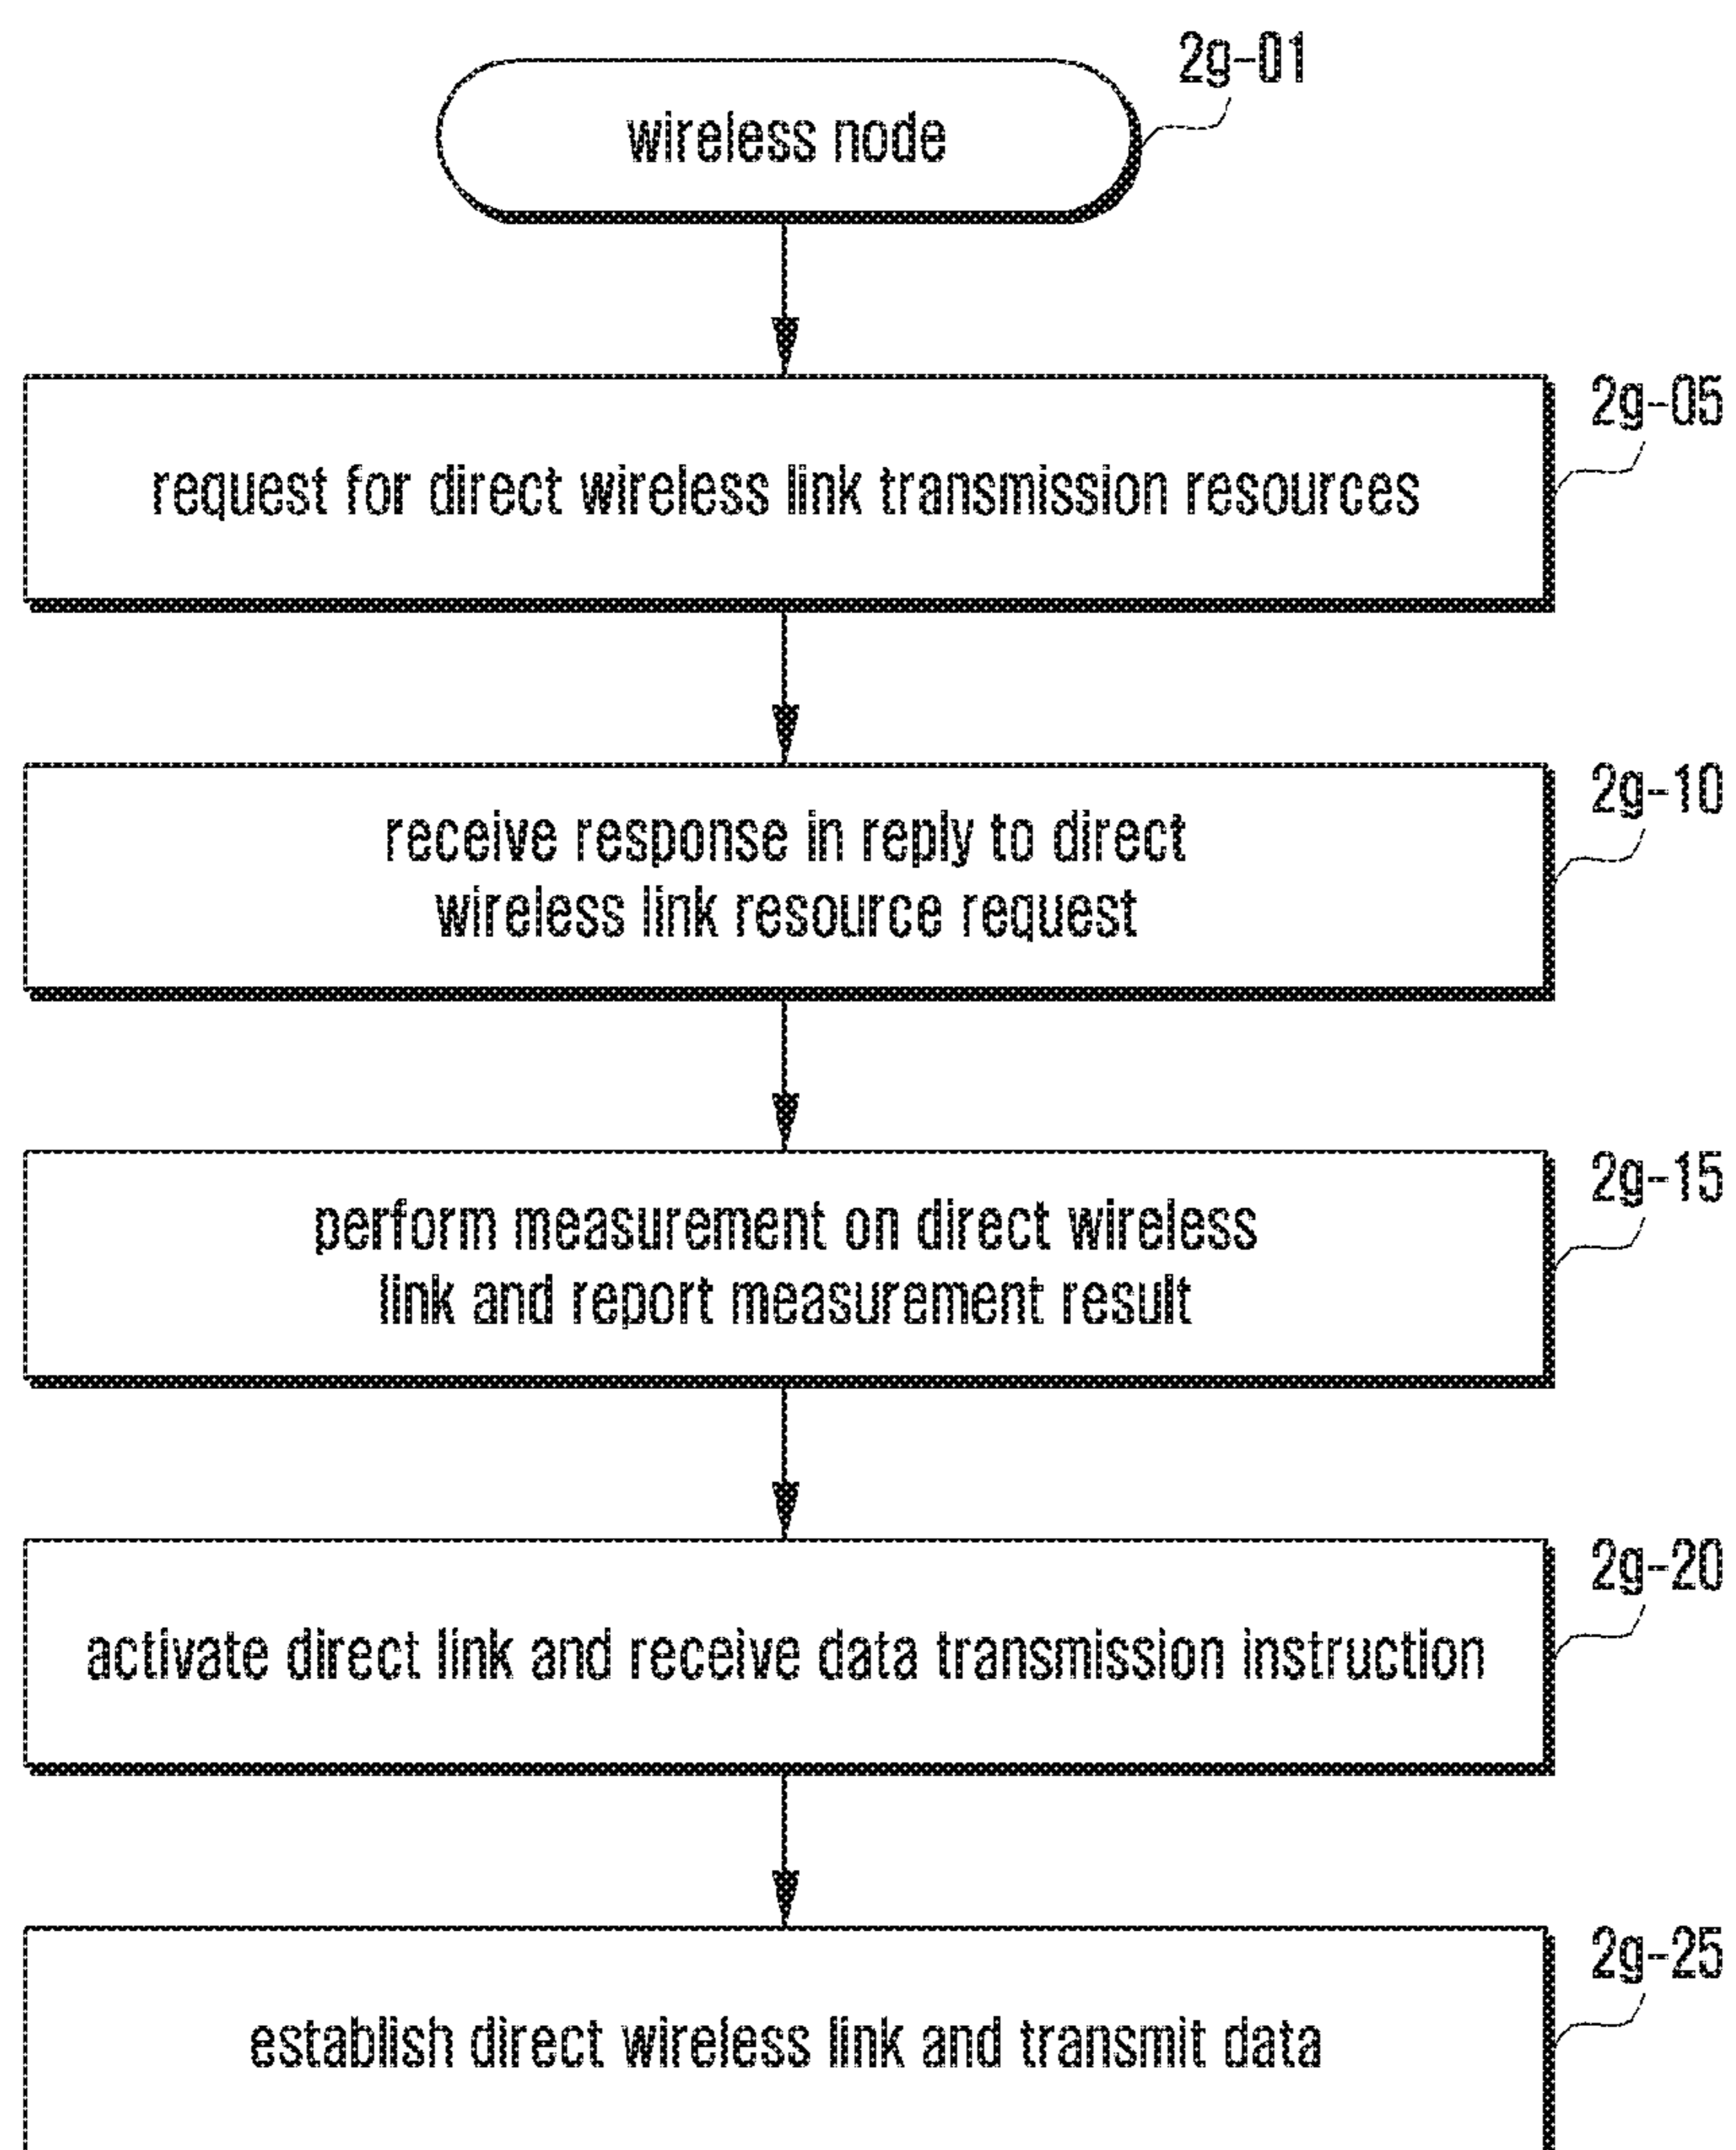 2g-01
wireless node
2g-05
request for direct wireless link transmission resources
2g-10
receive response in reply to direct
wireless link resource request
2g-15
perform measurement on direct wireless
link and report measurement result
2g-20
activate direct link and receive data transmission instruction
2g-25
establish direct wireless link and transmit data